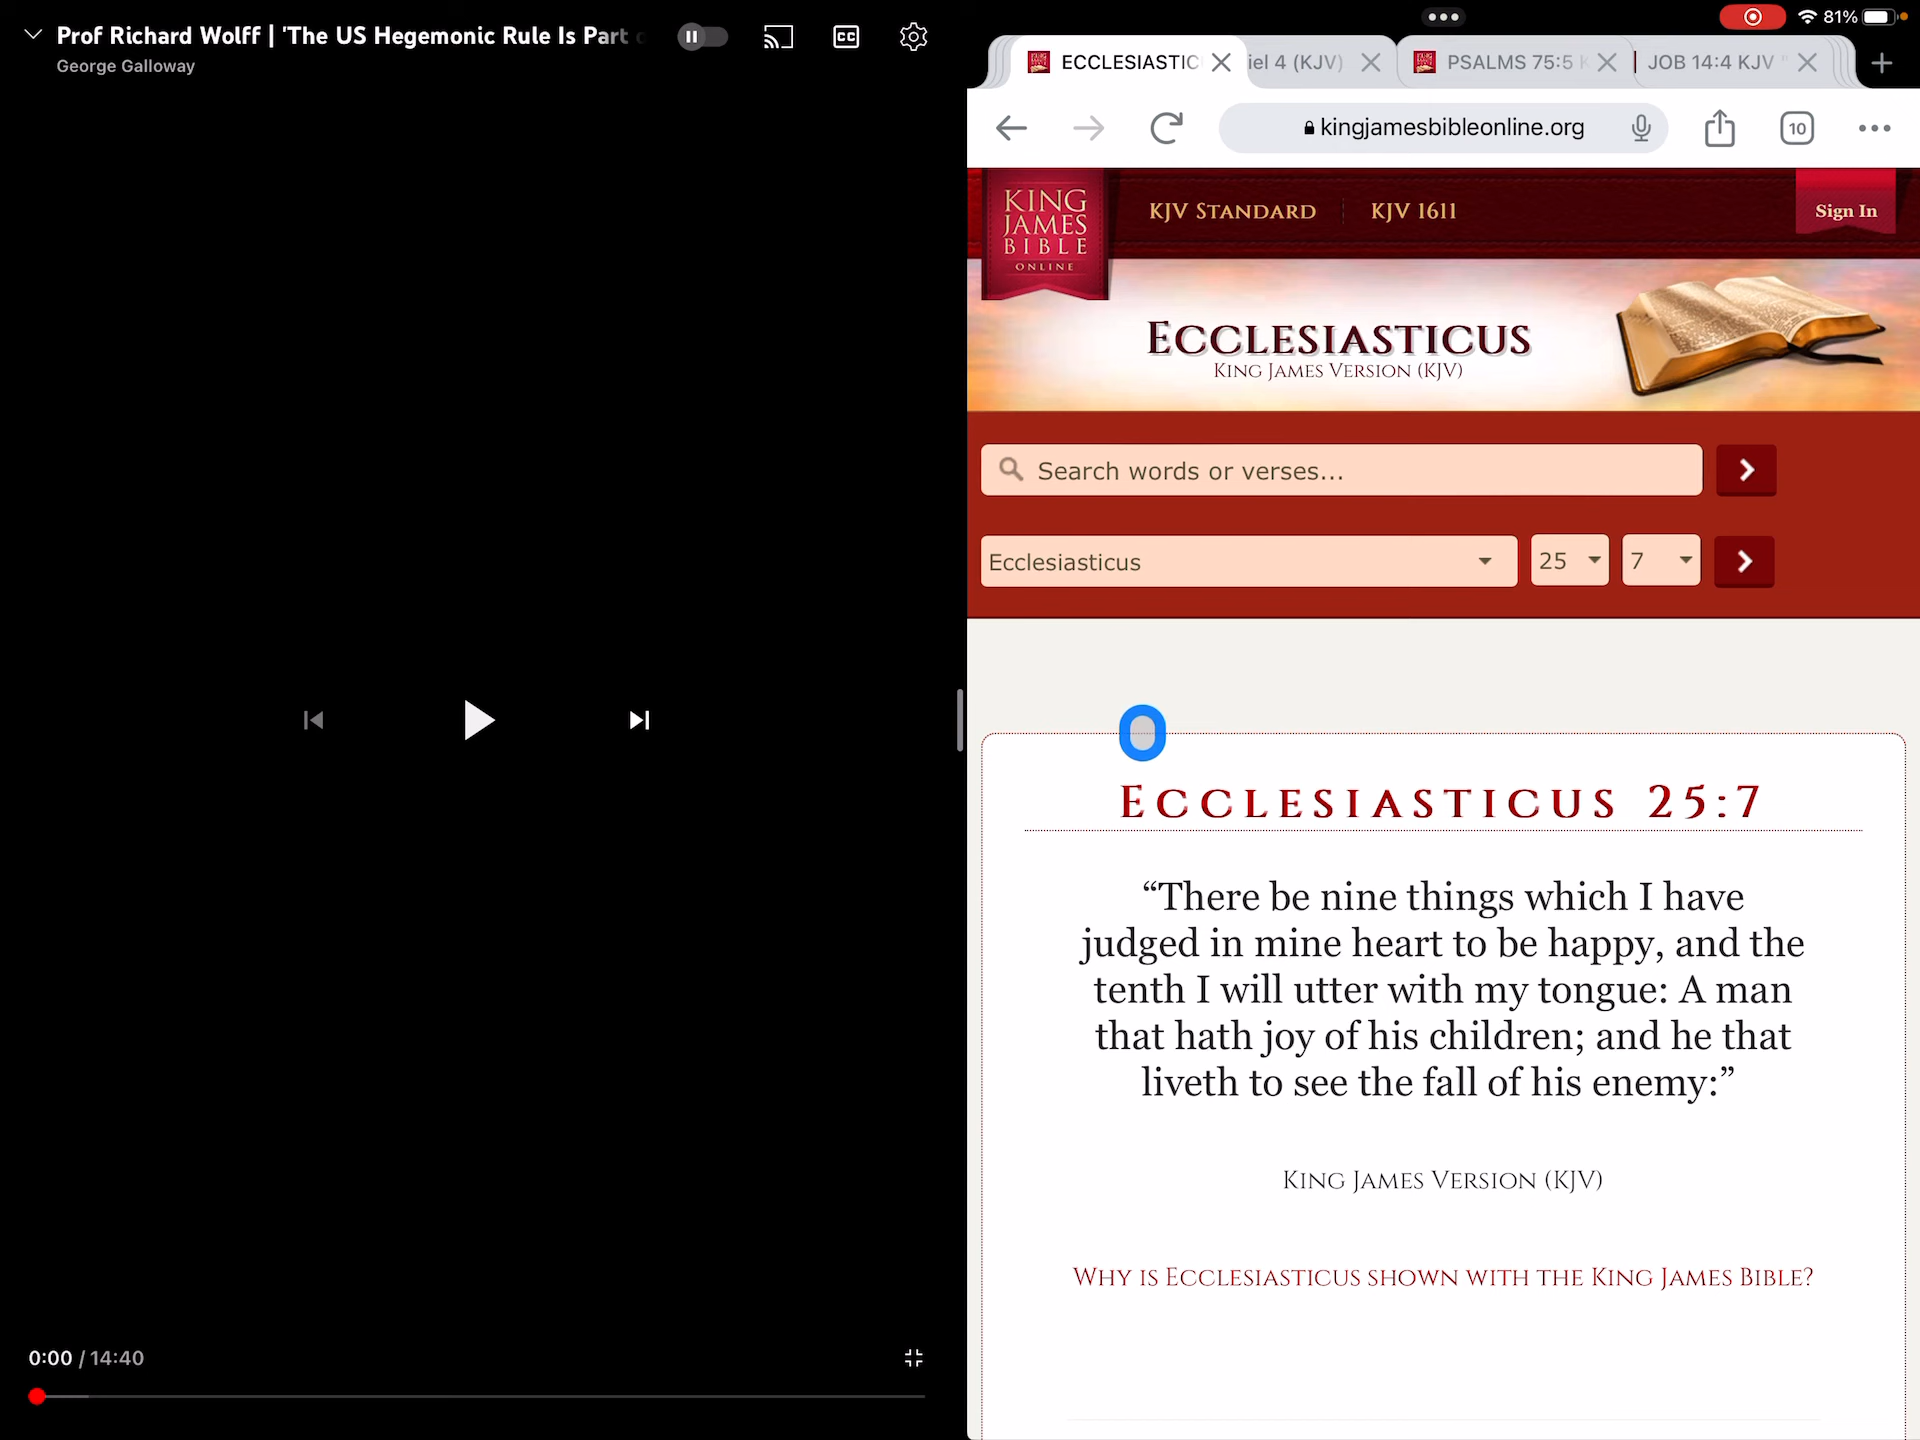 Prof Richard Wolff | 'The US Hegemonic Rule Is Part
George Galloway
CC
0:00 / 14:40
81%
ECCLESIASTIC
iel 4 (KJV)
PSALMS 75:5 K
JOB 14:4 KJV "
kingjamesbibleonline.org
10
KING
JAMES
BIBLE
ONLINE
KJV STANDARD
KJV 1611
Sign In
ECCLESIASTICUS
KING JAMES VERSION (KJV)
Search words or verses...
Ecclesiasticus
25
7
ECCLESIASTICUS 25:7
“There be nine things which I have
judged in mine heart to be happy, and the
tenth I will utter with my tongue: A man
that hath joy of his children; and he that
liveth to see the fall of his enemy:”
KING JAMES VERSION (KJV)
WHY IS ECCLESIASTICUS SHOWN WITH THE KING JAMES BIBLE?